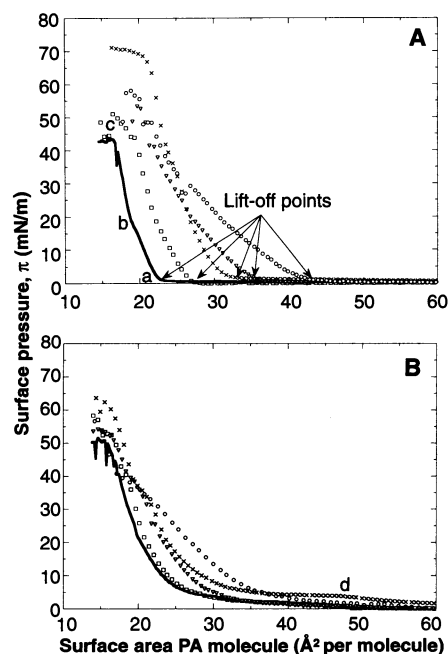 A
80
70
60
50
40
30
20
10
0
c
b
a
Lift-off points
10 20 30 40 50 60
Surface pressure, π (mN/m)
B
80
70
60
50
40
30
20
10
0
d
10 20 30 40 50 60
Surface area PA molecule (Å² per molecule)